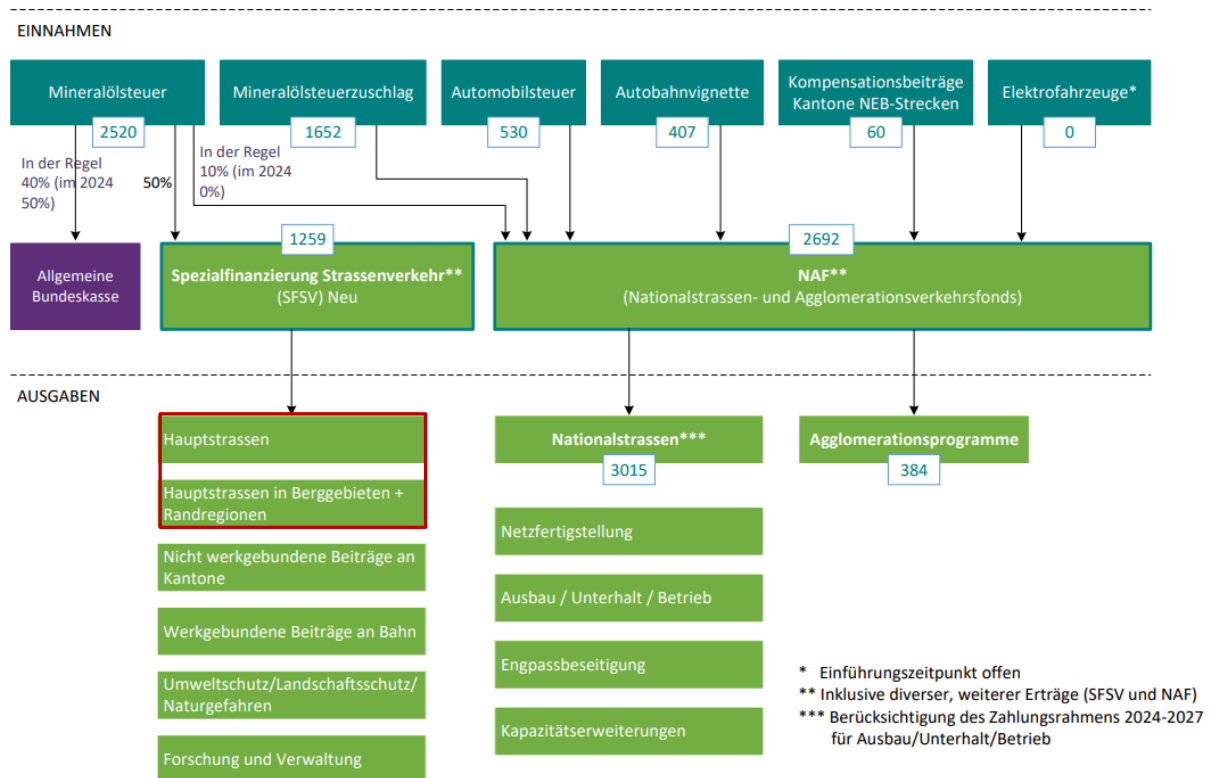 EINNAHMEN
Mineralölsteuer
2520
Mineralölsteuerzuschlag
1652
Automobilsteuer
530
Autobahnvignette
407
Kompensationsbeiträge
Kantone NEB-Strecken
60
Elektrofahrzeuge*
0
In der Regel
40% (im 2024
50%)
50%
In der Regel
10% (im 2024
0%)
Allgemeine
Bundeskasse
1259
Spezialfinanzierung Strassenverkehr**
(SFSV) Neu
2692
NAF**
(Nationalstrassen- und Agglomerationsverkehrsfonds)
AUSGABEN
Hauptstrassen
Hauptstrassen in Berggebieten +
Randregionen
Nicht werkgebundene Beiträge an
Kantone
Werkgebundene Beiträge an Bahn
Umweltschutz/Landschaftsschutz/
Naturgefahren
Forschung und Verwaltung
Nationalstrassen***
3015
Netzfertigstellung
Ausbau / Unterhalt / Betrieb
Engpassbeseitigung
Kapazitätserweiterungen
Agglomerationsprogramme
384
* Einführungszeitpunkt offen
** Inklusive diverser, weiterer Erträge (SFSV und NAF)
*** Berücksichtigung des Zahlungsrahmens 2024-2027
für Ausbau/Unterhalt/Betrieb